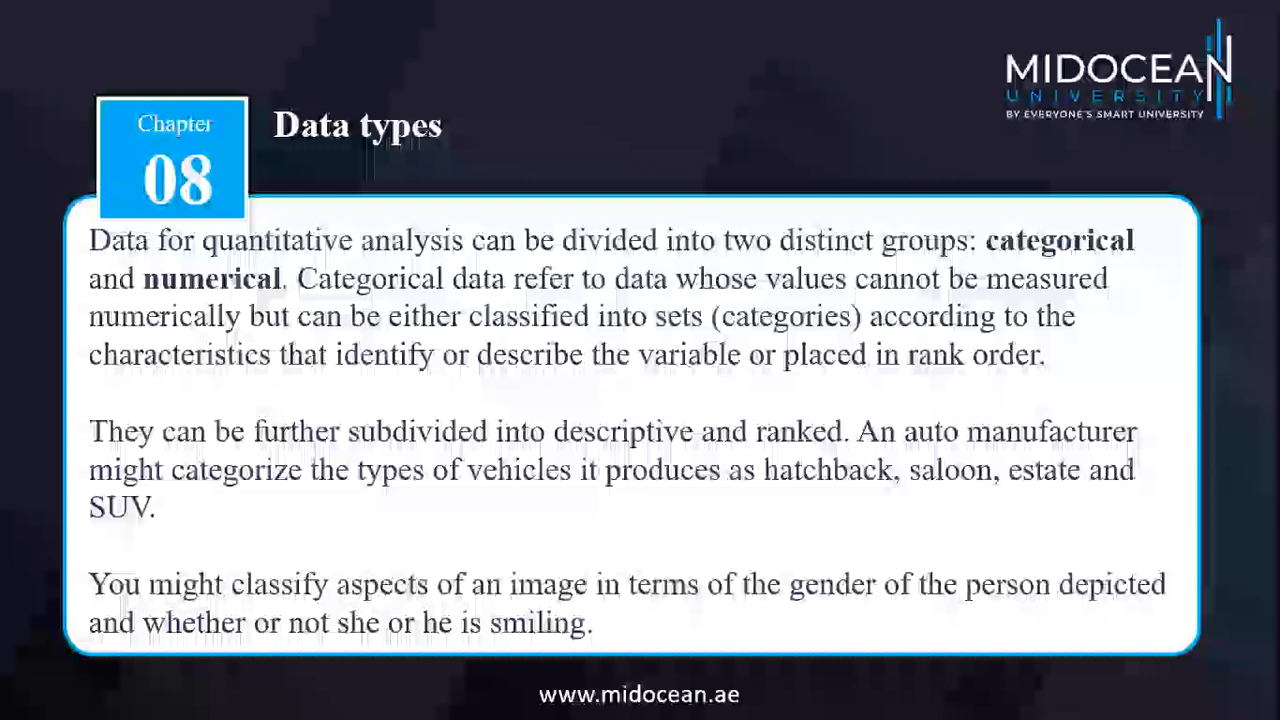 MIDOCEAN
UNIVERSITY
BY EVERYONE'S SMART UNIVERSITY
Chapter
08
Data types
Data for quantitative analysis can be divided into two distinct groups: categorical
and numerical. Categorical data refer to data whose values cannot be measured
numerically but can be either classified into sets (categories) according to the
characteristics that identify or describe the variable or placed in rank order.
They can be further subdivided into descriptive and ranked. An auto manufacturer
might categorize the types of vehicles it produces as hatchback, saloon, estate and
SUV.
You might classify aspects of an image in terms of the gender of the person depicted
and whether or not she or he is smiling.
www.midocean.ae